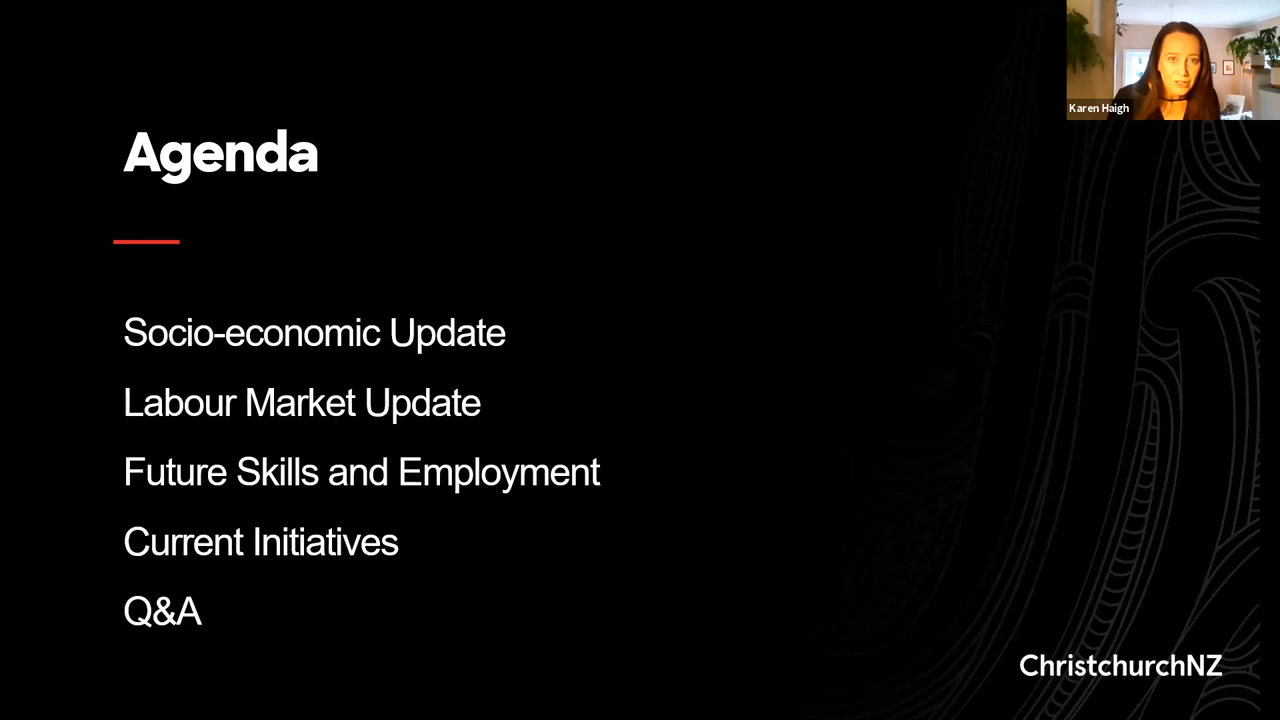 Karen Haigh
Agenda
Socio-economic Update
Labour Market Update
Future Skills and Employment
Current Initiatives
Q&A
ChristchurchNZ